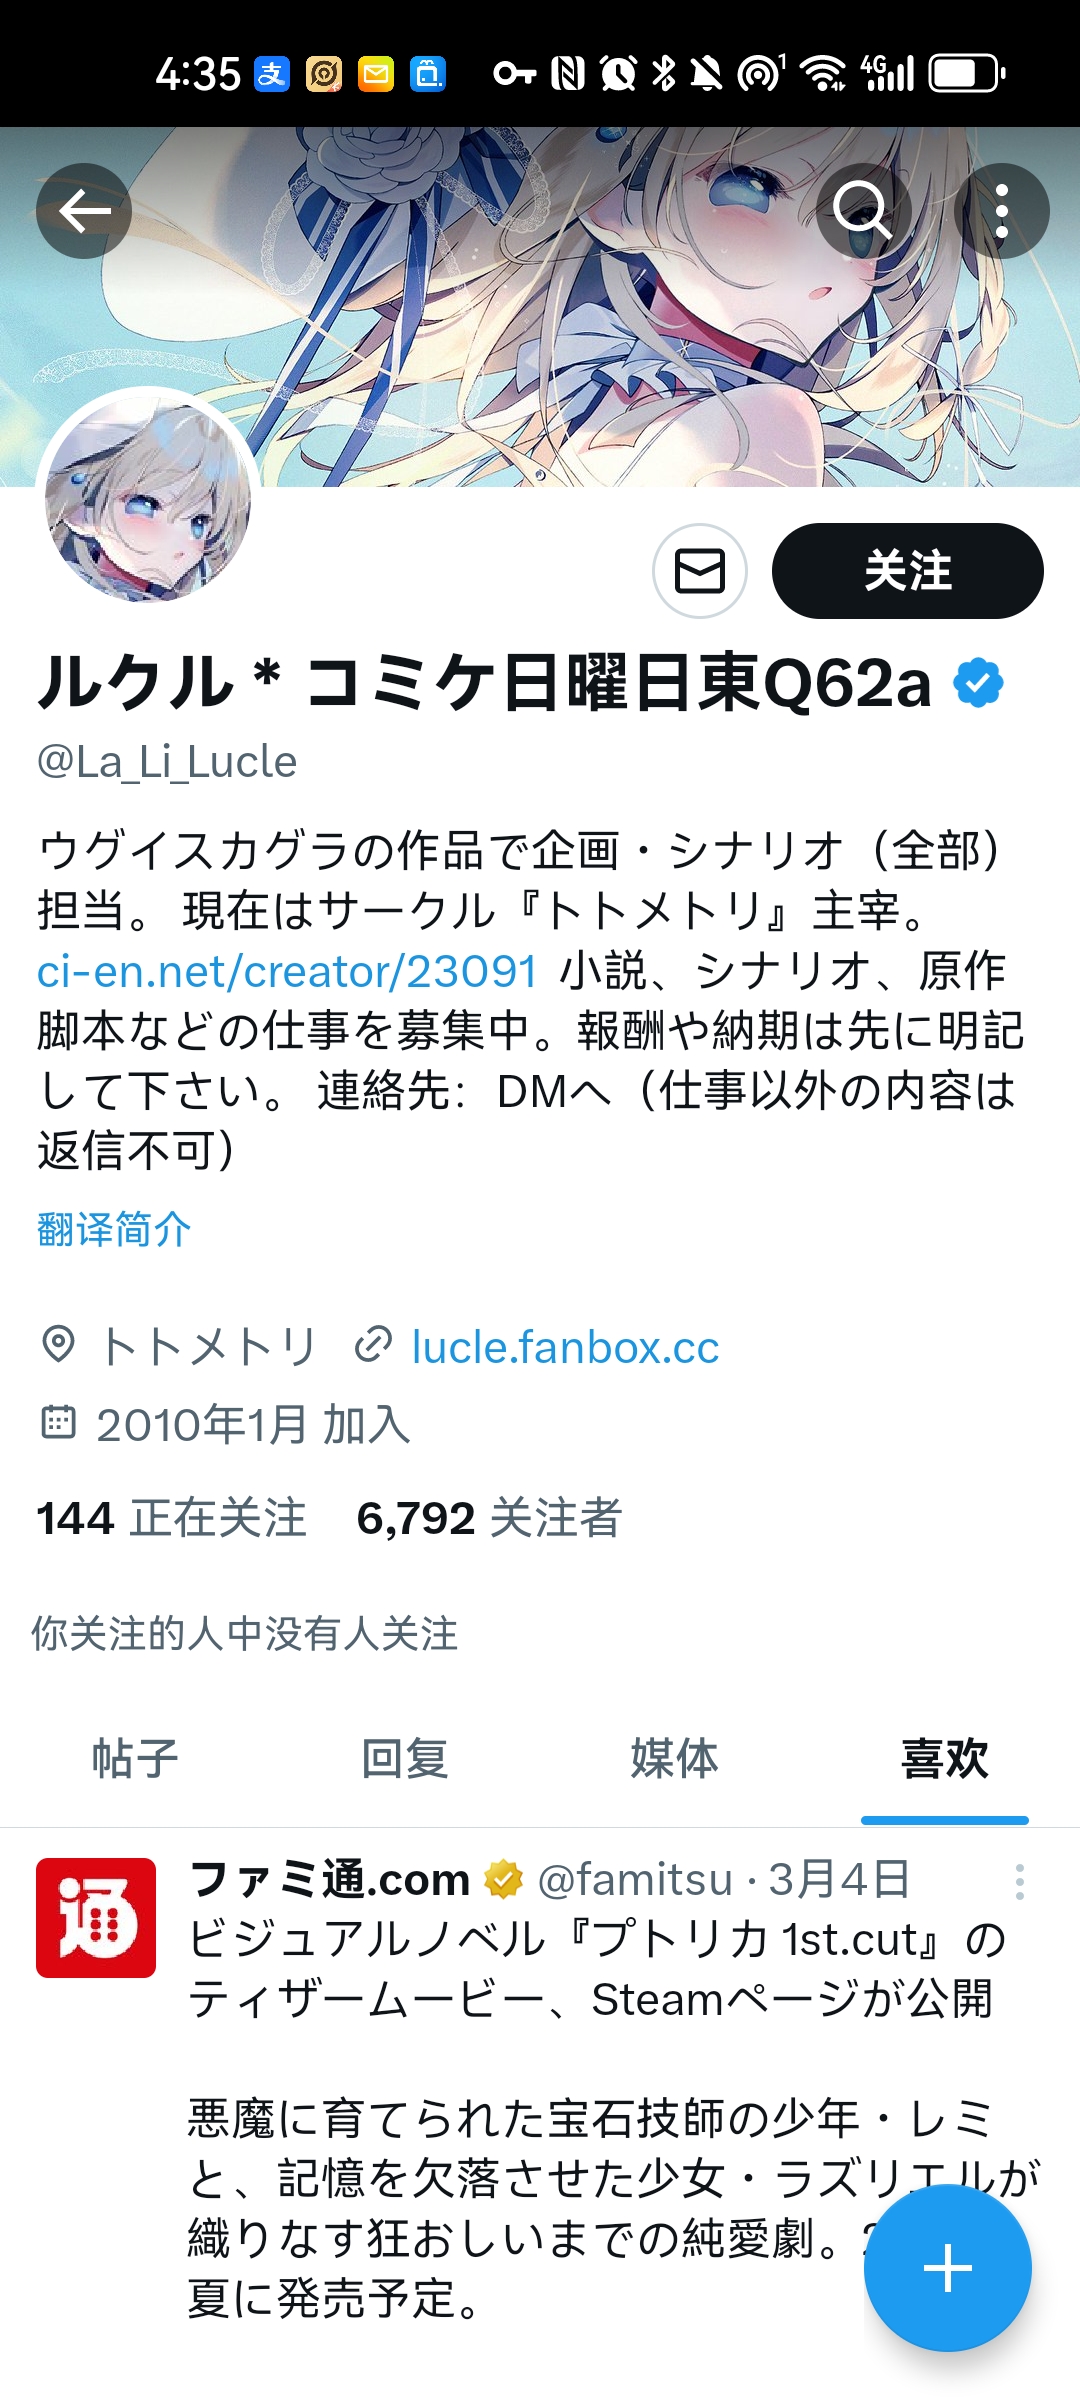 4:35
支
1
4G
关注
ルクル * コミケ日曜日東Q62a
@La_Li_Lucle
ウグイスカグラの作品で企画・シナリオ（全部）
担当。 現在はサークル『トトメトリ』主宰。
ci-en.net/creator/23091 小説、シナリオ、原作
脚本などの仕事を募集中。報酬や納期は先に明記
して下さい。 連絡先：DMへ（仕事以外の内容は
返信不可）
翻译简介
トトメトリ lucle.fanbox.cc
2010年1月 加入
144 正在关注 6,792 关注者
你关注的人中没有人关注
帖子 回复 媒体 喜欢
通
ファミ通.com @famitsu · 3月4日
ビジュアルノベル『プトリカ 1st.cut』の
ティザームービー、Steamページが公開
悪魔に育てられた宝石技師の少年・レミ
と、記憶を欠落させた少女・ラズリエルが
織りなす狂おしいまでの純愛劇。
夏に発売予定。